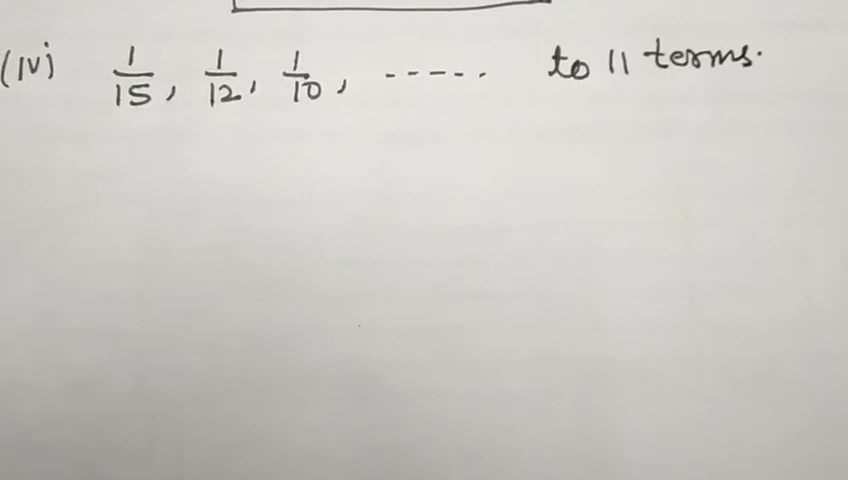 (iv) 1/15, 1/12, 1/10, ----- to 11 terms.